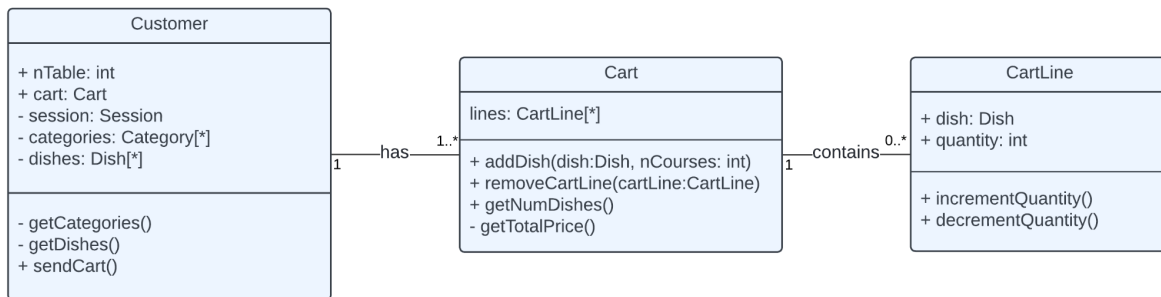 Customer
+ nTable: int
+ cart: Cart
- session: Session
- categories: Category[*]
- dishes: Dish[*]
- getCategories()
- getDishes()
+ sendCart()
1
has
1..*
Cart
lines: CartLine[*]
+ addDish(dish:Dish, nCourses: int)
+ removeCartLine(cartLine:CartLine)
+ getNumDishes()
- getTotalPrice()
1
contains
0..*
CartLine
+ dish: Dish
+ quantity: int
+ incrementQuantity()
+ decrementQuantity()